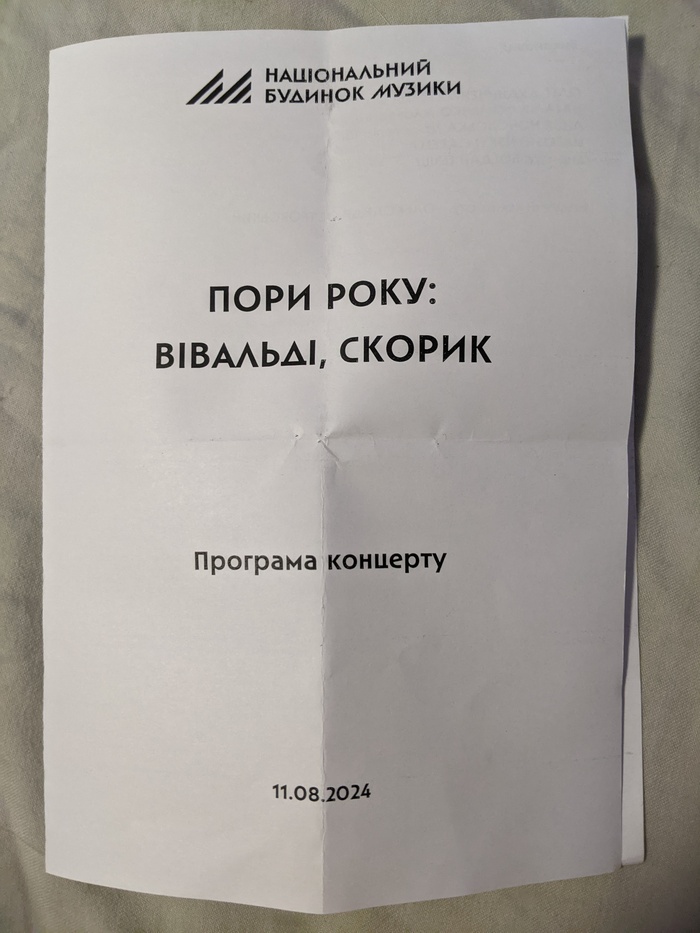 НАЦІОНАЛЬНИЙ
БУДИНОК МУЗИКИ
ПОРИ РОКУ:
ВІВАЛЬДІ, СКОРИК
Програма концерту
11.08.2024